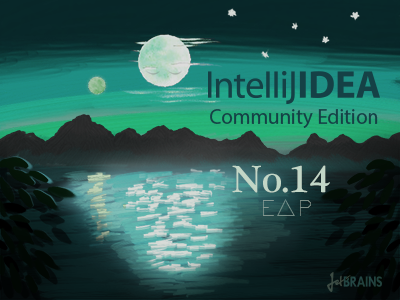 IntelliJIDEA
Community Edition
No.14
EAP
JetBRAINS